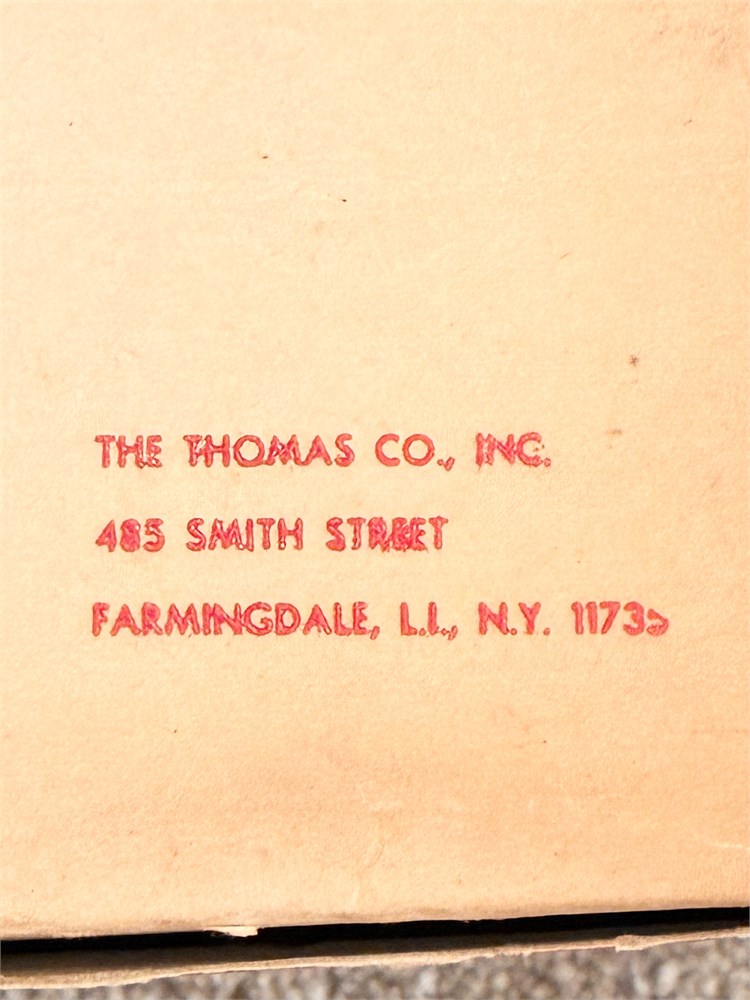 THE THOMAS CO., INC.
485 SMITH STREET
FARMINGDALE, L.I., N.Y. 11735